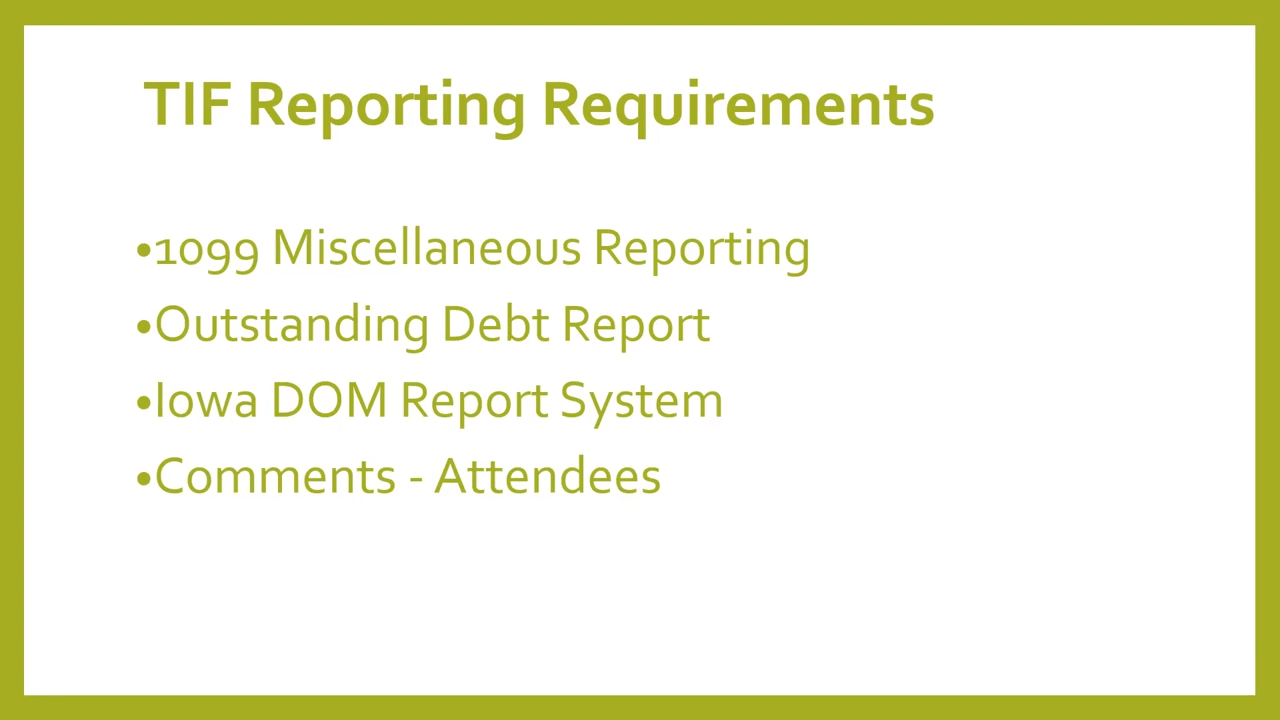 TIF Reporting Requirements
•1099 Miscellaneous Reporting
•Outstanding Debt Report
•Iowa DOM Report System
•Comments - Attendees